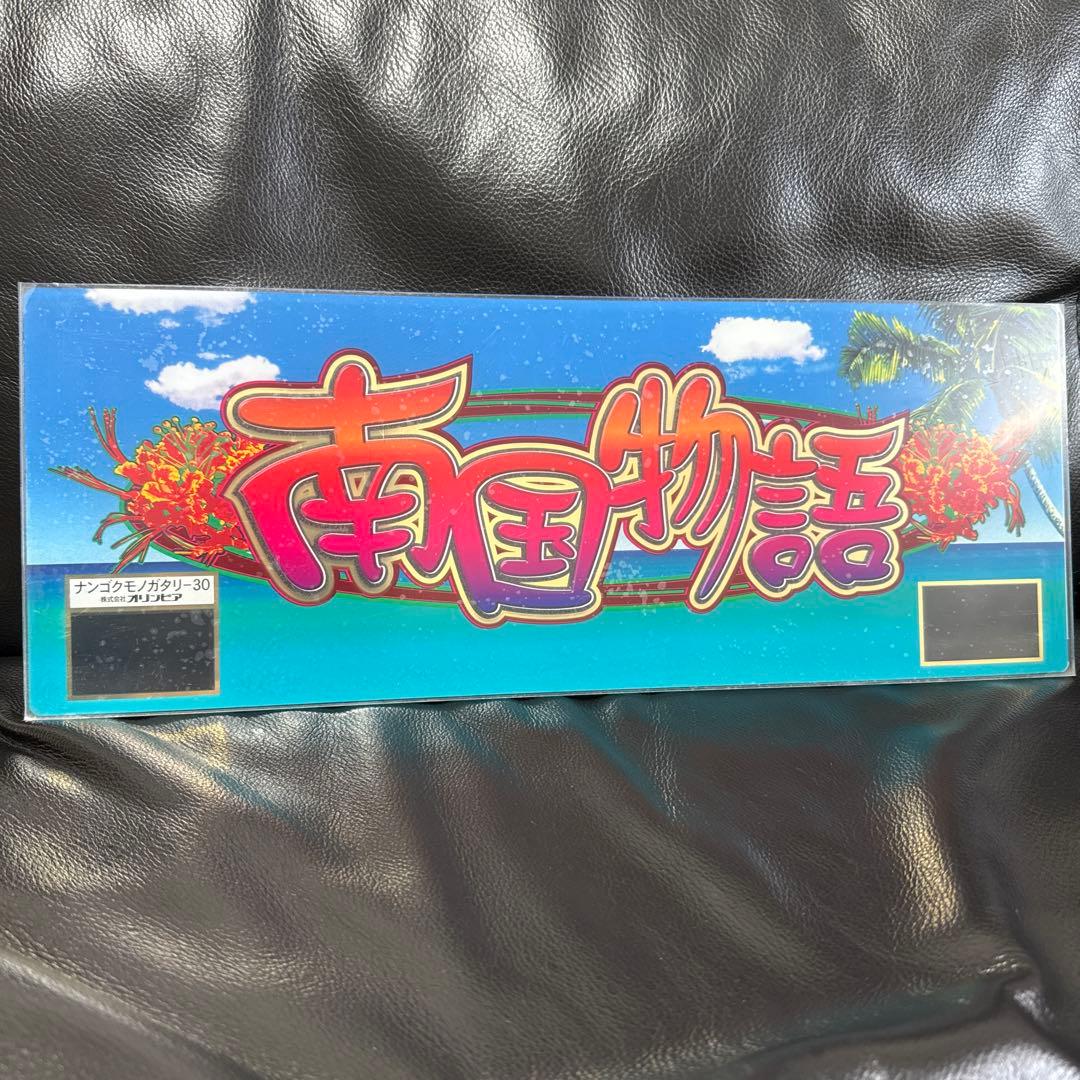 南国物語
ナンゴクモノガタリー30
株式会社オリンピア